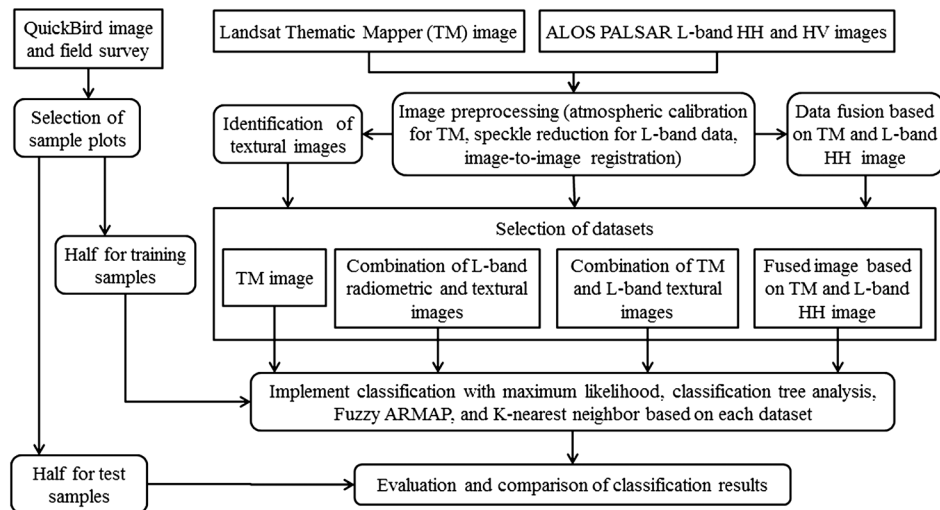 QuickBird image
and field survey
Landsat Thematic Mapper (TM) image
ALOS PALSAR L-band HH and HV images
Selection of
sample plots
Identification of
textural images
Image preprocessing (atmospheric calibration
for TM, speckle reduction for L-band data,
image-to-image registration)
Data fusion based
on TM and L-band
HH image
Selection of datasets
Half for training
samples
TM image
Combination of L-band
radiometric and textural
images
Combination of TM
and L-band textural
images
Fused image based
on TM and L-band
HH image
Implement classification with maximum likelihood, classification tree analysis,
Fuzzy ARMAP, and K-nearest neighbor based on each dataset
Half for test
samples
Evaluation and comparison of classification results